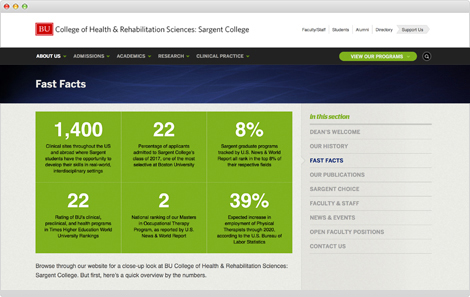 BU College of Health & Rehabilitation Sciences: Sargent College
Faculty/Staff Students Alumni Directory Support Us
ABOUT US ADMISSIONS ACADEMICS RESEARCH CLINICAL PRACTICE VIEW OUR PROGRAMS
Fast Facts
1,400
Clinical sites throughout the US
and abroad where Sargent
students have the opportunity to
develop their skills in real-world,
interdisciplinary settings
22
Percentage of applicants
admitted to Sargent College's
class of 2017, one of the most
selective at Boston University
8%
Sargent graduate programs
tracked by U.S. News & World
Report all rank in the top 8% of
their respective fields
22
Rating of BU's clinical,
preclinical, and health programs
in Times Higher Education World
University Rankings
2
National ranking of our Masters
in Occupational Therapy
Program, as reported by U.S.
News & World Report
39%
Expected increase in
employment of Physical
Therapists through 2020,
according to the U.S. Bureau of
Labor Statistics
Browse through our website for a close-up look at BU College of Health & Rehabilitation Sciences:
Sargent College. But first, here's a quick overview by the numbers.
In this section
DEAN'S WELCOME
OUR HISTORY
FAST FACTS
OUR PUBLICATIONS
SARGENT CHOICE
FACULTY & STAFF
NEWS & EVENTS
OPEN FACULTY POSITIONS
CONTACT US